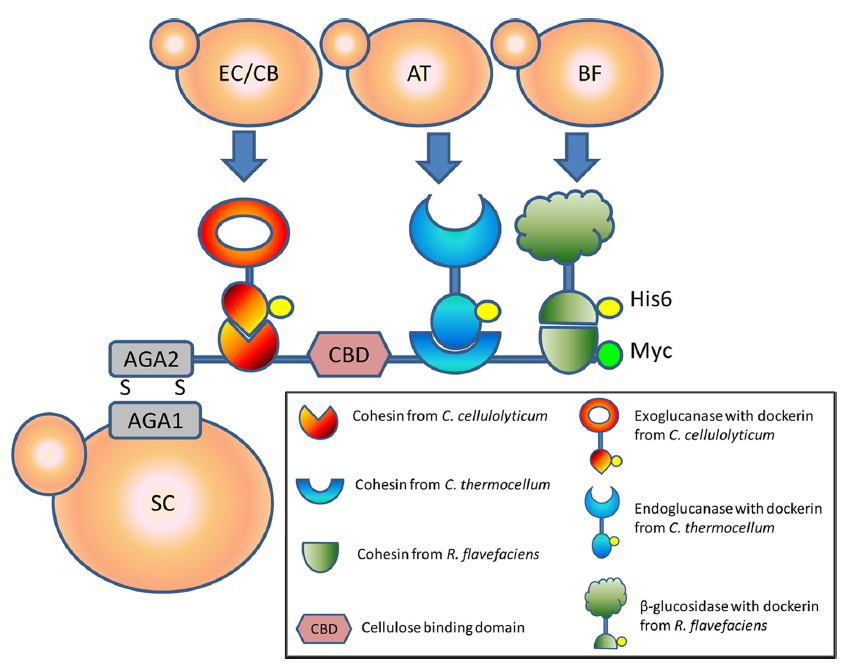 EC/CB
AT
BF
His6
Myc
AGA2
CBD
S S
AGA1
SC
Cohesin from C. cellulolyticum
Cohesin from C. thermocellum
Cohesin from R. flavefaciens
CBD
Cellulose binding domain
Exoglucanase with dockerin
from C. cellulolyticum
Endoglucanase with dockerin
from C. thermocellum
β-glucosidase with dockerin
from R. flavefaciens